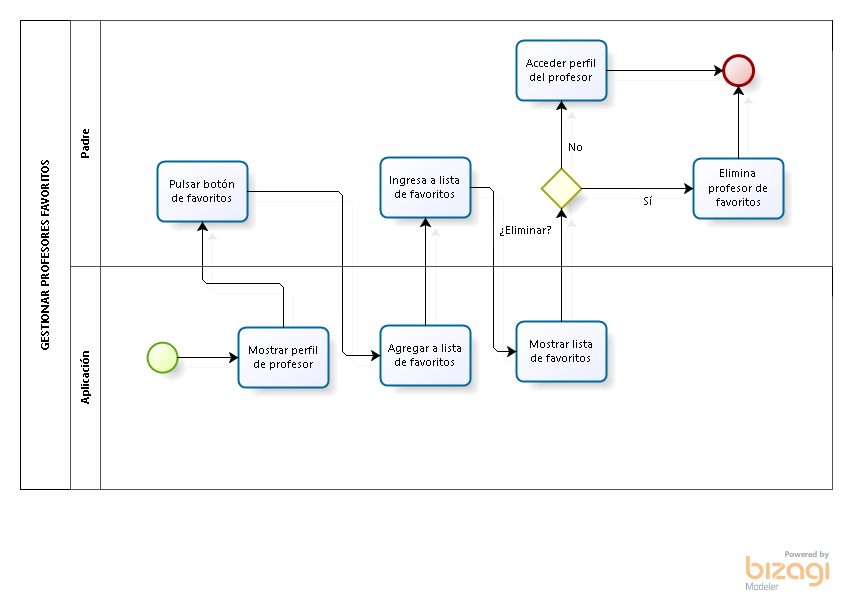 GESTIONAR PROFESORES FAVORITOS
Padre
Acceder perfil
del profesor
No
Pulsar botón
de favoritos
Ingresa a lista
de favoritos
¿Eliminar?
Sí
Elimina
profesor de
favoritos
Aplicación
Mostrar perfil
de profesor
Agregar a lista
de favoritos
Mostrar lista
de favoritos
Powered by
bizagi
Modeler